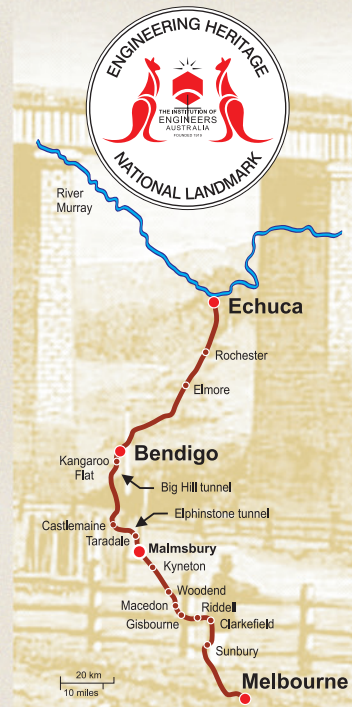 ENGINEERING HERITAGE
THE INSTITUTION OF
ENGINEERS
AUSTRALIA
FOUNDED 1919
NATIONAL LANDMARK
River
Murray
Echuca
Rochester
Elmore
Bendigo
Kangaroo
Flat
Big Hill tunnel
Elphinstone tunnel
Castlemaine
Taradale
Malmsbury
Kyneton
Woodend
Macedon
Riddell
Gisbourne
Clarkefield
Sunbury
Melbourne
20 km
10 miles